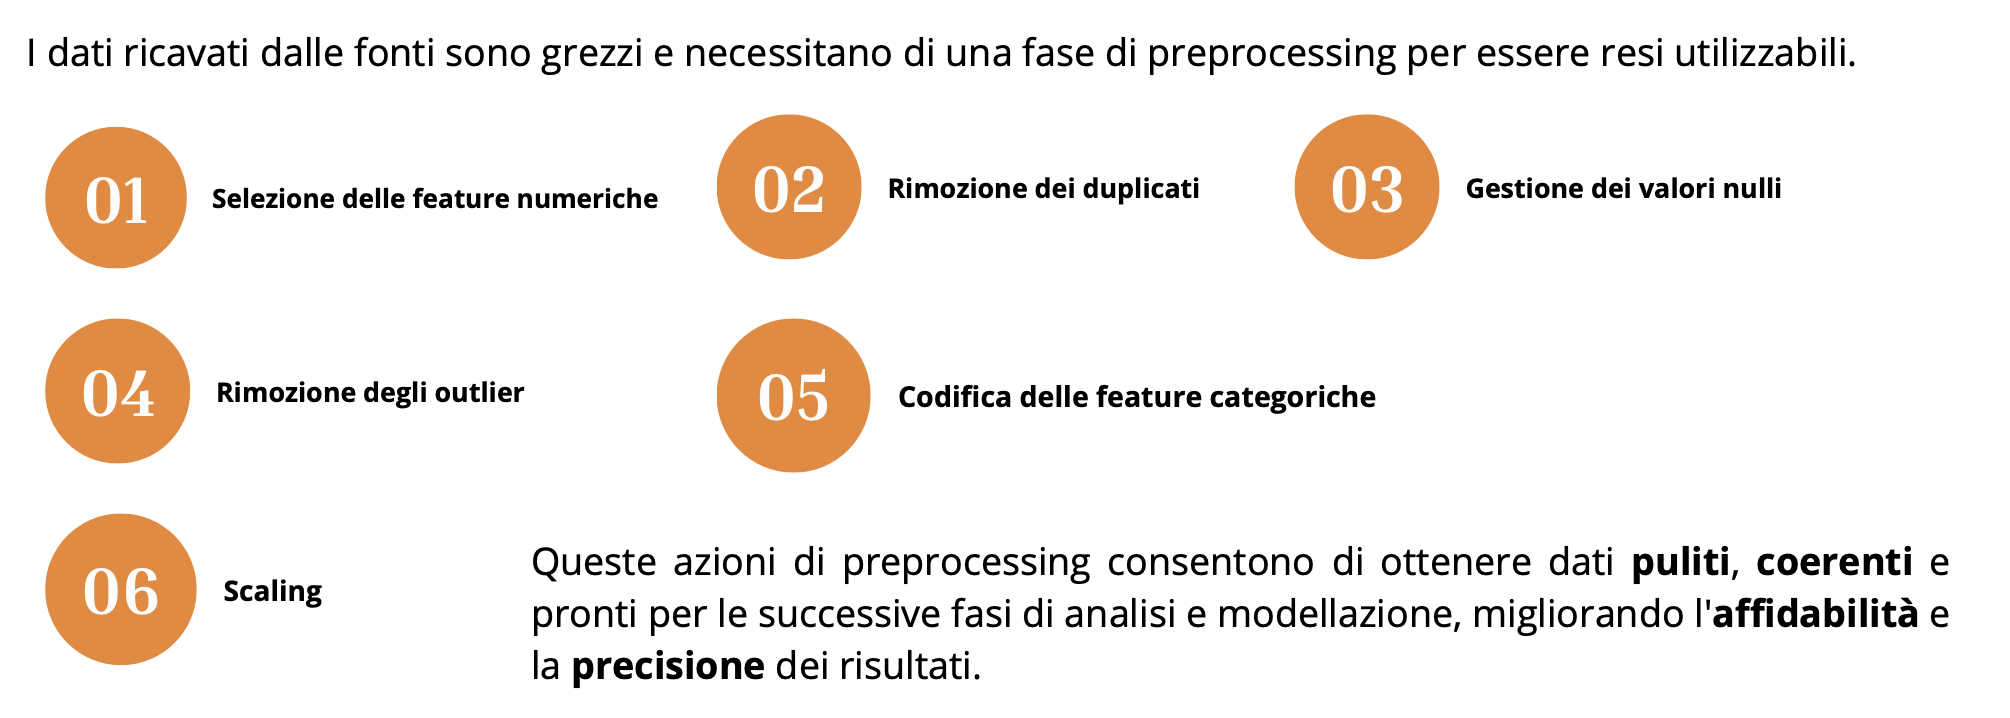 I dati ricavati dalle fonti sono grezzi e necessitano di una fase di preprocessing per essere resi utilizzabili.
01 Selezione delle feature numeriche
02 Rimozione dei duplicati
03 Gestione dei valori nulli
04 Rimozione degli outlier
05 Codifica delle feature categoriche
06 Scaling
Queste azioni di preprocessing consentono di ottenere dati puliti, coerenti e
pronti per le successive fasi di analisi e modellazione, migliorando l'affidabilità e
la precisione dei risultati.